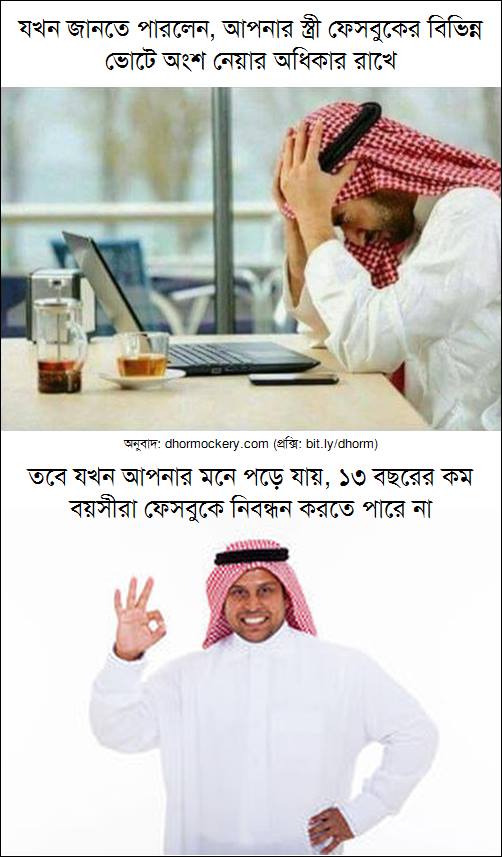 যখন জানতে পারলেন, আপনার স্ত্রী ফেসবুকের বিভিন্ন
ভোটে অংশ নেয়ার অধিকার রাখে
অনুবাদ: dhormockery.com (প্রক্সি: bit.ly/dhorm)
তবে যখন আপনার মনে পড়ে যায়, ১৩ বছরের কম
বয়সীরা ফেসবুকে নিবন্ধন করতে পারে না